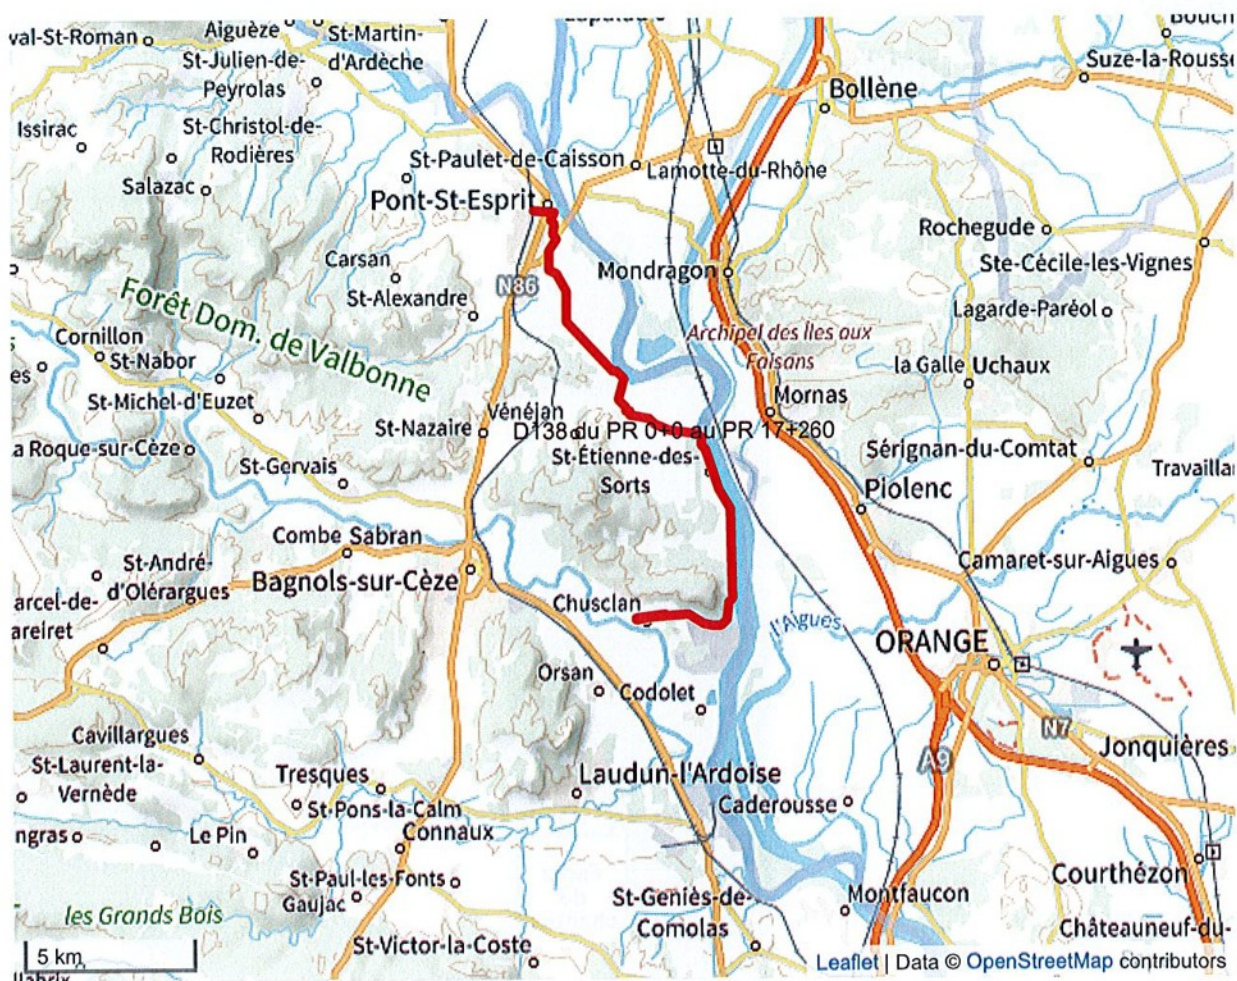 val-St-Roman
Aiguèze
St-Martin-
d'Ardèche
St-Julien-de-
Peyrolas
Suze-la-Rousse
Bollène
Issirac
St-Christol-de-
Rodières
St-Paulet-de-Caisson
Lamotte-du-Rhône
Salazac
Pont-St-Esprit
Rochegude
Carsan
Mondragon
Ste-Cécile-les-Vignes
N86
St-Alexandre
Lagarde-Paréol
Forêt Dom. de Valbonne
Archipel des Îles aux
Faisans
Cornillon
St-Nabor
la Galle
Uchaux
es
St-Michel-d'Euzet
Mornas
Vénéjan
St-Nazaire
D138 du PR 0+0 au PR 17+260
a Roque-sur-Cèze
St-Étienne-des-
Sorts
Sérignan-du-Comtat
St-Gervais
Travailla
Piolenc
Combe
Sabran
St-André-
d'Olérargues
Camaret-sur-Aigues
Bagnols-sur-Cèze
Chusclan
arcel-de-
areiret
l'Aigues
ORANGE
Orsan
Codolet
N7
Cavillargues
Jonquières
A9
St-Laurent-la-
Vernède
Tresques
Laudun-l'Ardoise
St-Pons-la-Calm
Caderousse
ngras
Le Pin
Connaux
Courthézon
St-Paul-les-Fonts
Gaujac
St-Geniès-de-
Comolas
Montfaucon
les Grands Bois
Châteauneuf-du-
St-Victor-la-Coste
5 km
Leaflet | Data © OpenStreetMap contributors